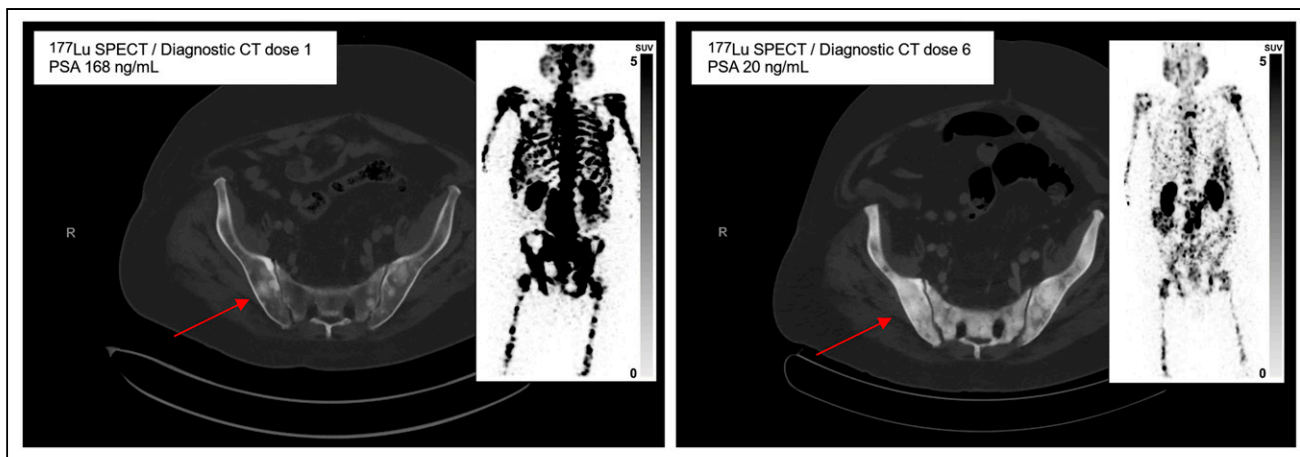 ¹⁷⁷Lu SPECT / Diagnostic CT dose 1
PSA 168 ng/mL
R
SUV
5
0
¹⁷⁷Lu SPECT / Diagnostic CT dose 6
PSA 20 ng/mL
R
SUV
5
0